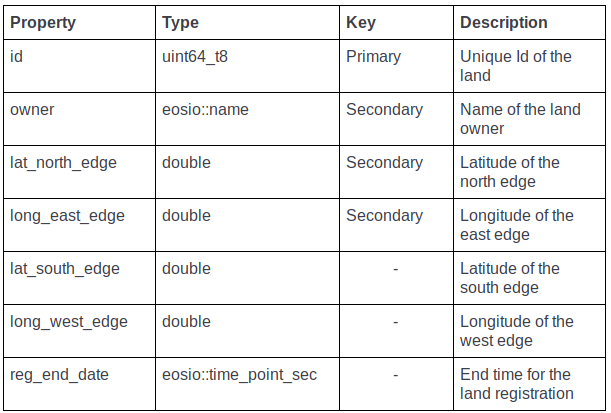 Property Type Key Description
id uint64_t8 Primary Unique Id of the
land
owner eosio::name Secondary Name of the land
owner
lat_north_edge double Secondary Latitude of the
north edge
long_east_edge double Secondary Longitude of the
east edge
lat_south_edge double - Latitude of the
south edge
long_west_edge double - Longitude of the
west edge
reg_end_date eosio::time_point_sec - End time for the
land registration